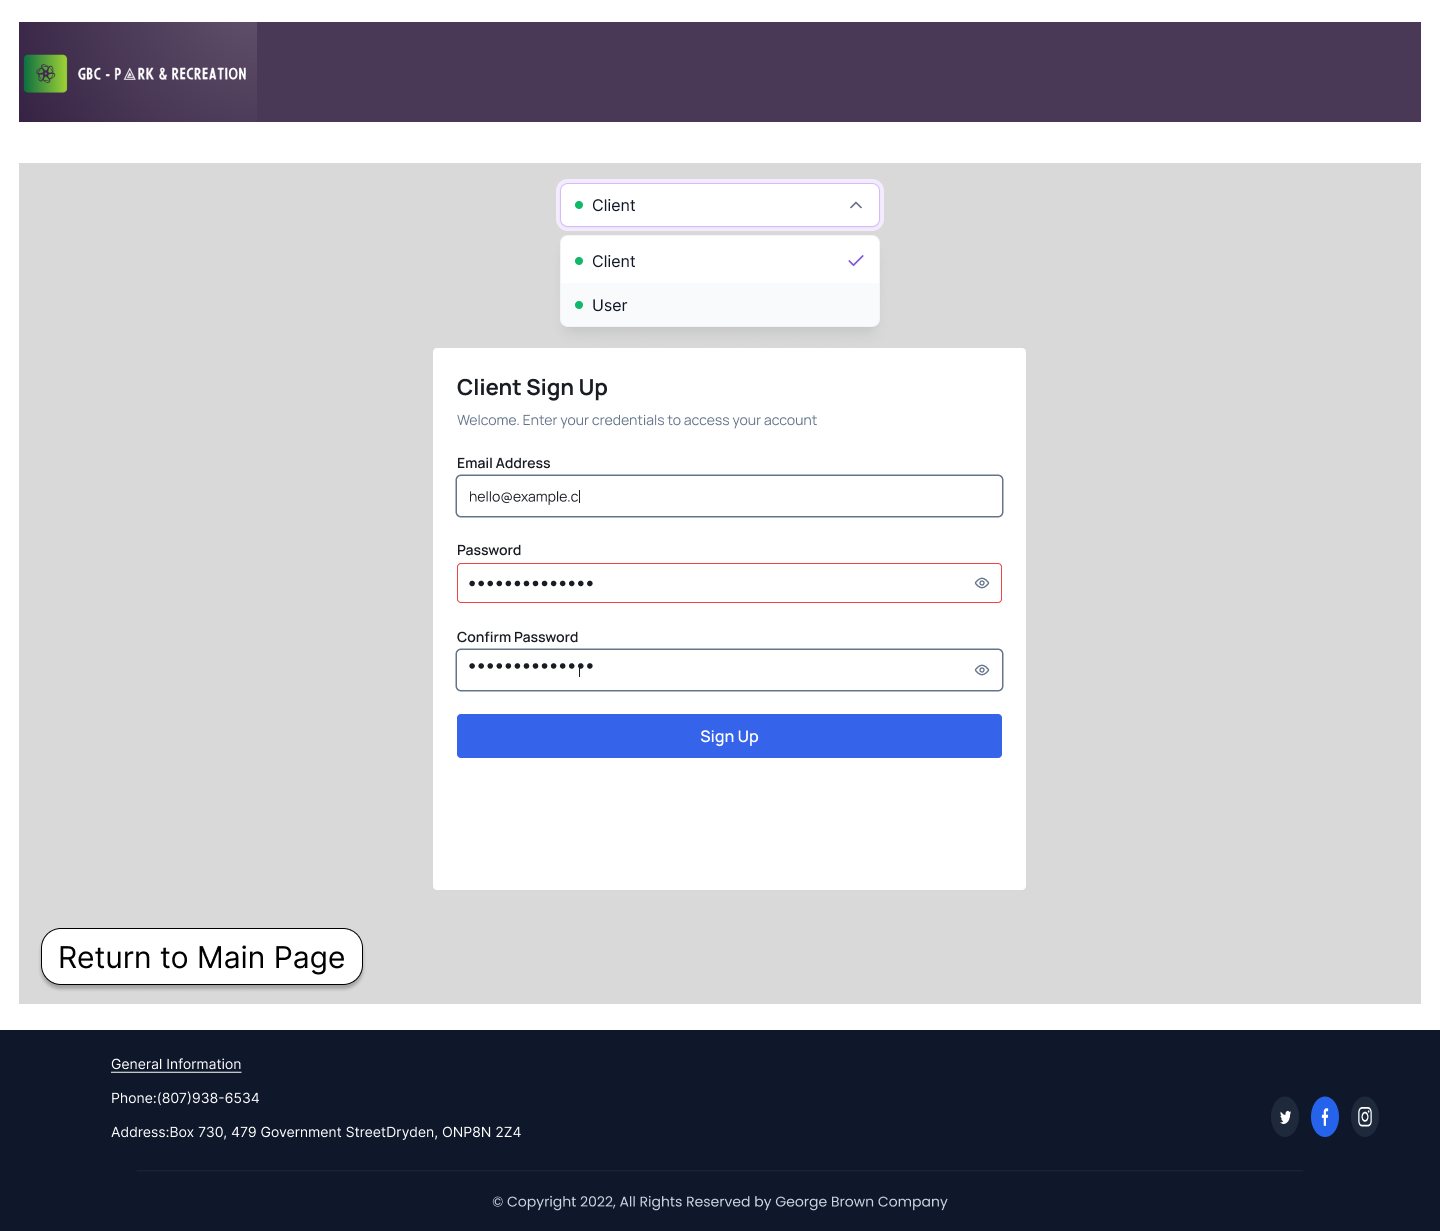 GBC - PARK & RECREATION
Client
Client
User
Client Sign Up
Welcome. Enter your credentials to access your account
Email Address
hello@example.c
Password
••••••••••••••
Confirm Password
••••••••••••••
Sign Up
Return to Main Page
General Information
Phone:(807)938-6534
Address:Box 730, 479 Government StreetDryden, ONP8N 2Z4
© Copyright 2022, All Rights Reserved by George Brown Company